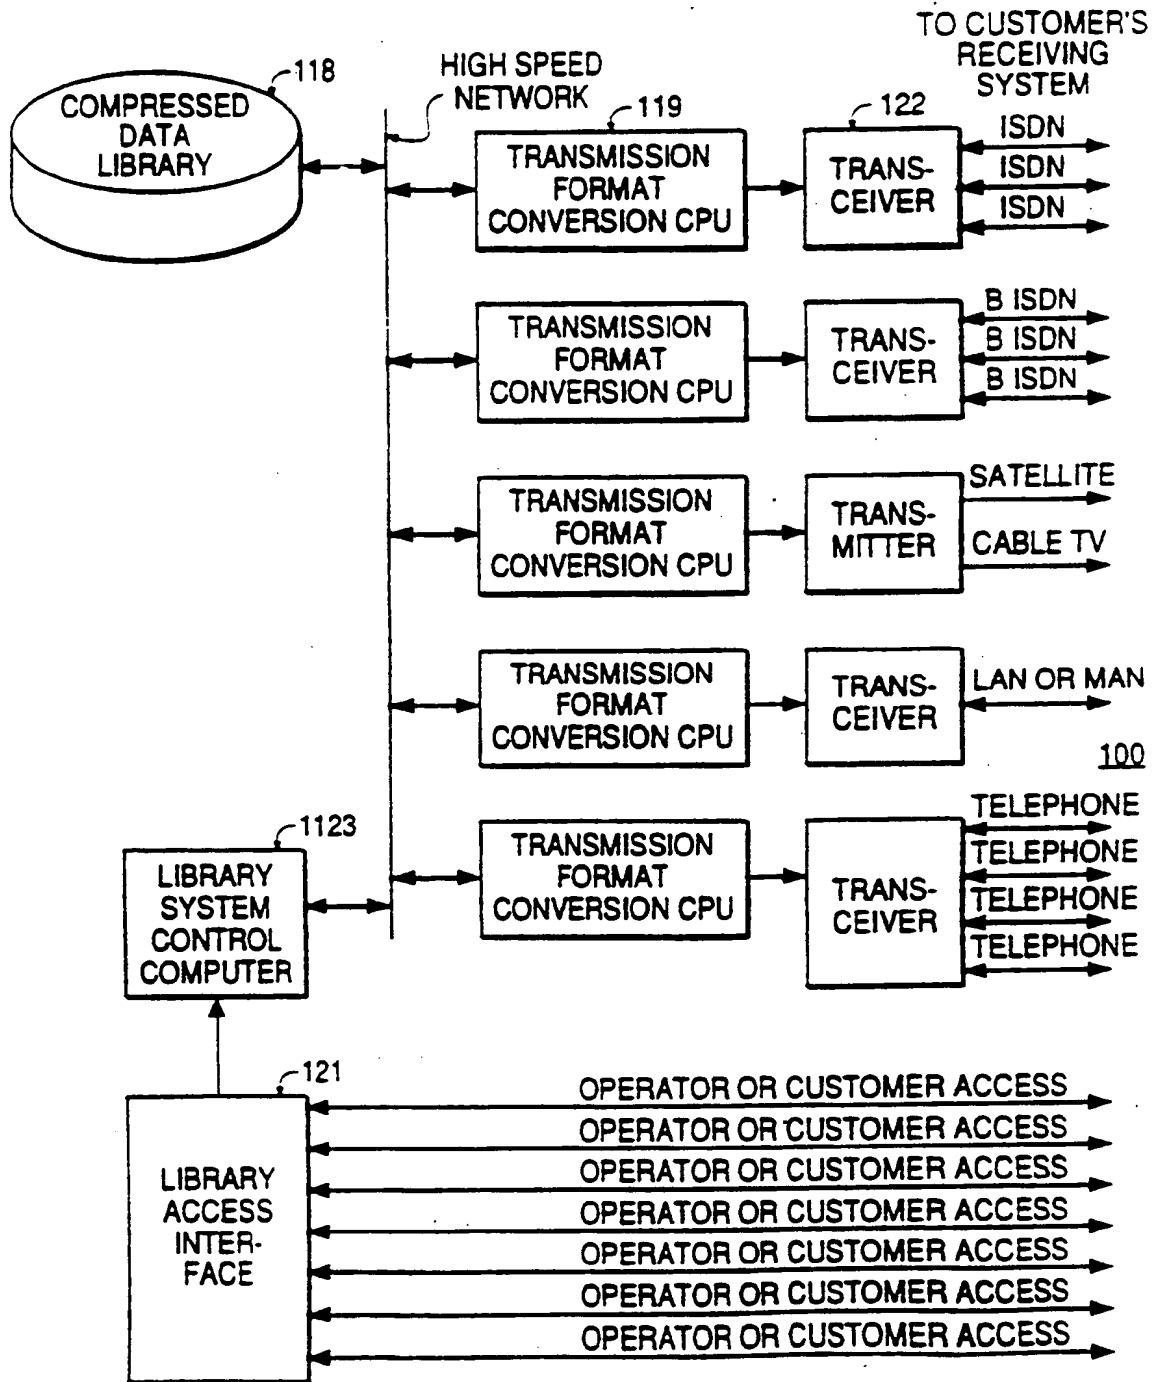 TO CUSTOMER'S
RECEIVING
SYSTEM
118
COMPRESSED
DATA
LIBRARY
HIGH SPEED
NETWORK
119
TRANSMISSION
FORMAT
CONVERSION CPU
122
TRANS-
CEIVER
ISDN
ISDN
ISDN
TRANSMISSION
FORMAT
CONVERSION CPU
TRANS-
CEIVER
B ISDN
B ISDN
B ISDN
TRANSMISSION
FORMAT
CONVERSION CPU
TRANS-
MITTER
SATELLITE
CABLE TV
TRANSMISSION
FORMAT
CONVERSION CPU
TRANS-
CEIVER
LAN OR MAN
100
TRANSMISSION
FORMAT
CONVERSION CPU
TRANS-
CEIVER
TELEPHONE
TELEPHONE
TELEPHONE
TELEPHONE
1123
LIBRARY
SYSTEM
CONTROL
COMPUTER
121
LIBRARY
ACCESS
INTER-
FACE
OPERATOR OR CUSTOMER ACCESS
OPERATOR OR CUSTOMER ACCESS
OPERATOR OR CUSTOMER ACCESS
OPERATOR OR CUSTOMER ACCESS
OPERATOR OR CUSTOMER ACCESS
OPERATOR OR CUSTOMER ACCESS
OPERATOR OR CUSTOMER ACCESS